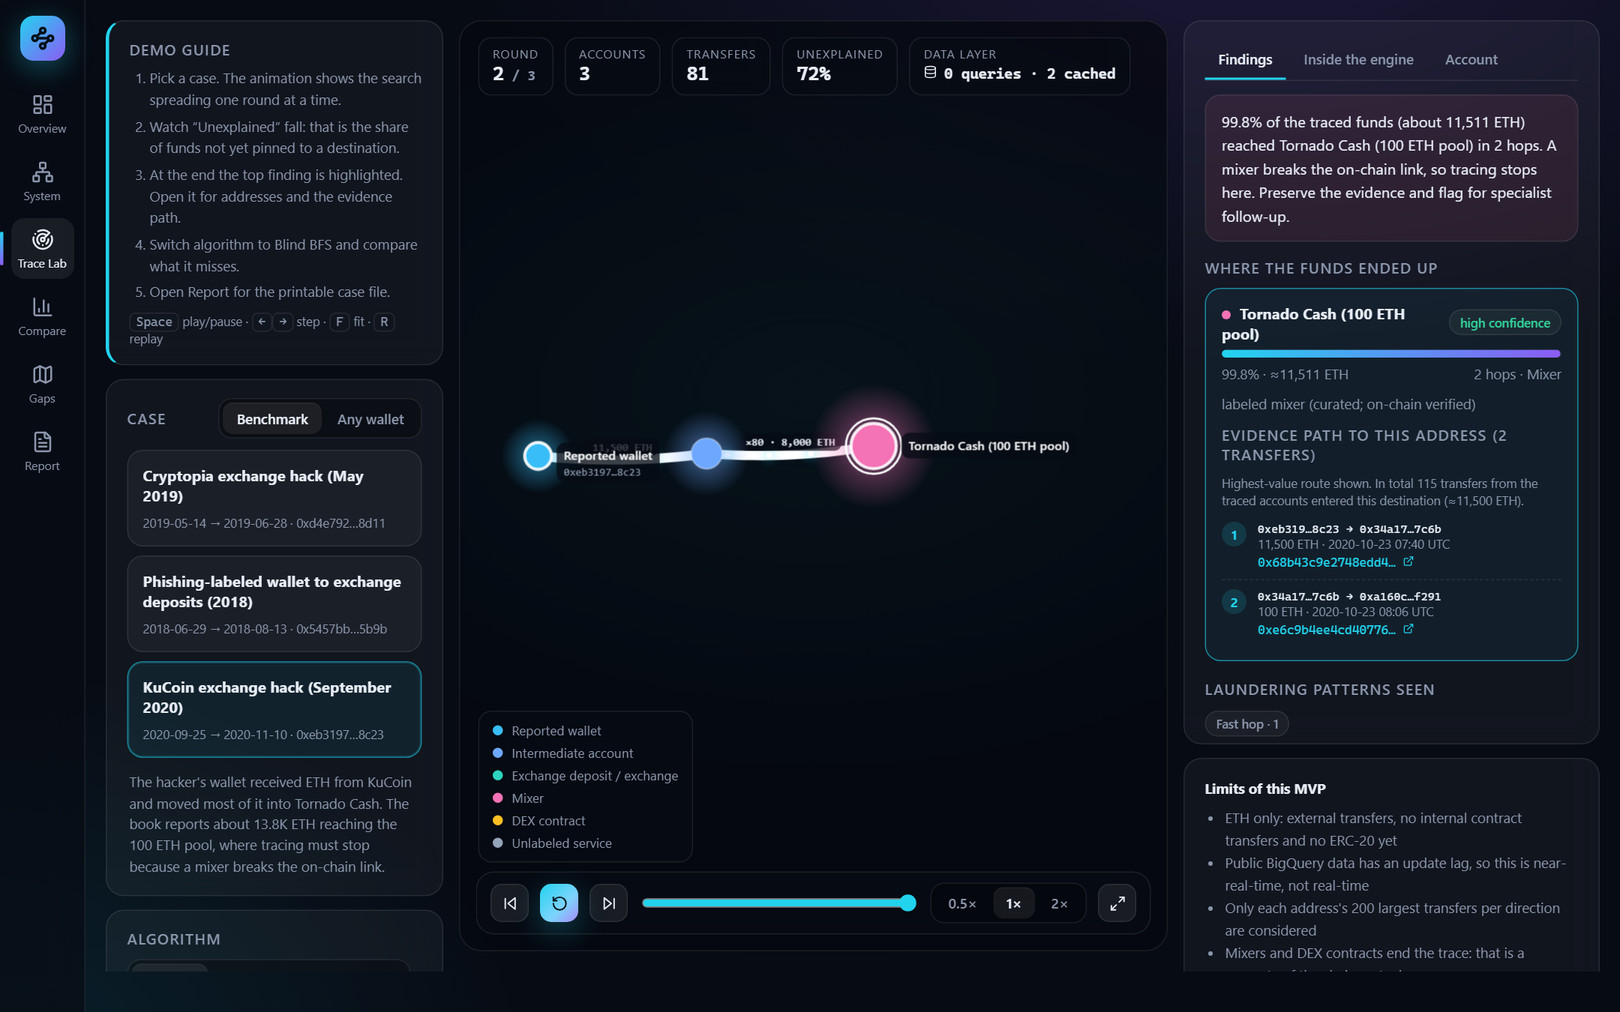 Overview
System
Trace Lab
Compare
Gaps
Report
DEMO GUIDE
1. Pick a case. The animation shows the search
spreading one round at a time.
2. Watch "Unexplained" fall: that is the share
of funds not yet pinned to a destination.
3. At the end the top finding is highlighted.
Open it for addresses and the evidence
path.
4. Switch algorithm to Blind BFS and compare
what it misses.
5. Open Report for the printable case file.
Space play/pause · ← → step · F fit · R
replay
CASE
Benchmark
Any wallet
Cryptopia exchange hack (May
2019)
2019-05-14 → 2019-06-28 · 0xd4e792…8d11
Phishing-labeled wallet to exchange
deposits (2018)
2018-06-29 → 2018-08-13 · 0x5457bb…5b9b
KuCoin exchange hack (September
2020)
2020-09-25 → 2020-11-10 · 0xeb3197…8c23
The hacker's wallet received ETH from KuCoin
and moved most of it into Tornado Cash. The
book reports about 13.8K ETH reaching the
100 ETH pool, where tracing must stop
because a mixer breaks the on-chain link.
ALGORITHM
ROUND
2 / 3
ACCOUNTS
3
TRANSFERS
81
UNEXPLAINED
72%
DATA LAYER
0 queries · 2 cached
11,500 ETH
Reported wallet
0xeb3197…8c23
×80 · 8,000 ETH
Tornado Cash (100 ETH pool)
Reported wallet
Intermediate account
Exchange deposit / exchange
Mixer
DEX contract
Unlabeled service
0.5×
1×
2×
Findings
Inside the engine
Account
99.8% of the traced funds (about 11,511 ETH)
reached Tornado Cash (100 ETH pool) in 2 hops. A
mixer breaks the on-chain link, so tracing stops
here. Preserve the evidence and flag for specialist
follow-up.
WHERE THE FUNDS ENDED UP
Tornado Cash (100 ETH
pool)
high confidence
99.8% · ≈11,511 ETH
2 hops · Mixer
labeled mixer (curated; on-chain verified)
EVIDENCE PATH TO THIS ADDRESS (2
TRANSFERS)
Highest-value route shown. In total 115 transfers from the
traced accounts entered this destination (≈11,500 ETH).
1
0xeb319…8c23 → 0x34a17…7c6b
11,500 ETH · 2020-10-23 07:40 UTC
0x68b43c9e2748edd4…
2
0x34a17…7c6b → 0xa160c…f291
100 ETH · 2020-10-23 08:06 UTC
0xe6c9b4ee4cd40776…
LAUNDERING PATTERNS SEEN
Fast hop · 1
Limits of this MVP
• ETH only: external transfers, no internal contract
transfers and no ERC-20 yet
• Public BigQuery data has an update lag, so this is near-
real-time, not real-time
• Only each address's 200 largest transfers per direction
are considered
• Mixers and DEX contracts end the trace: that is a